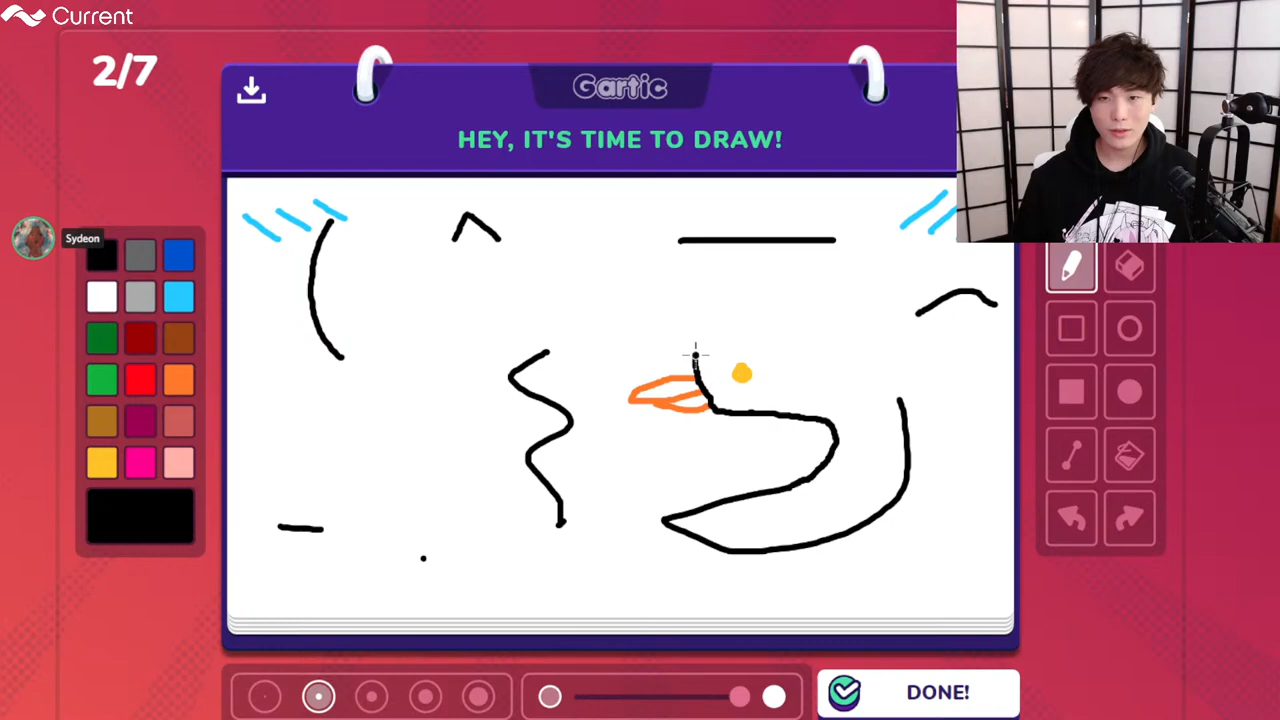 Current
2/7
Gartic
HEY, IT'S TIME TO DRAW!
Sydeon
DONE!